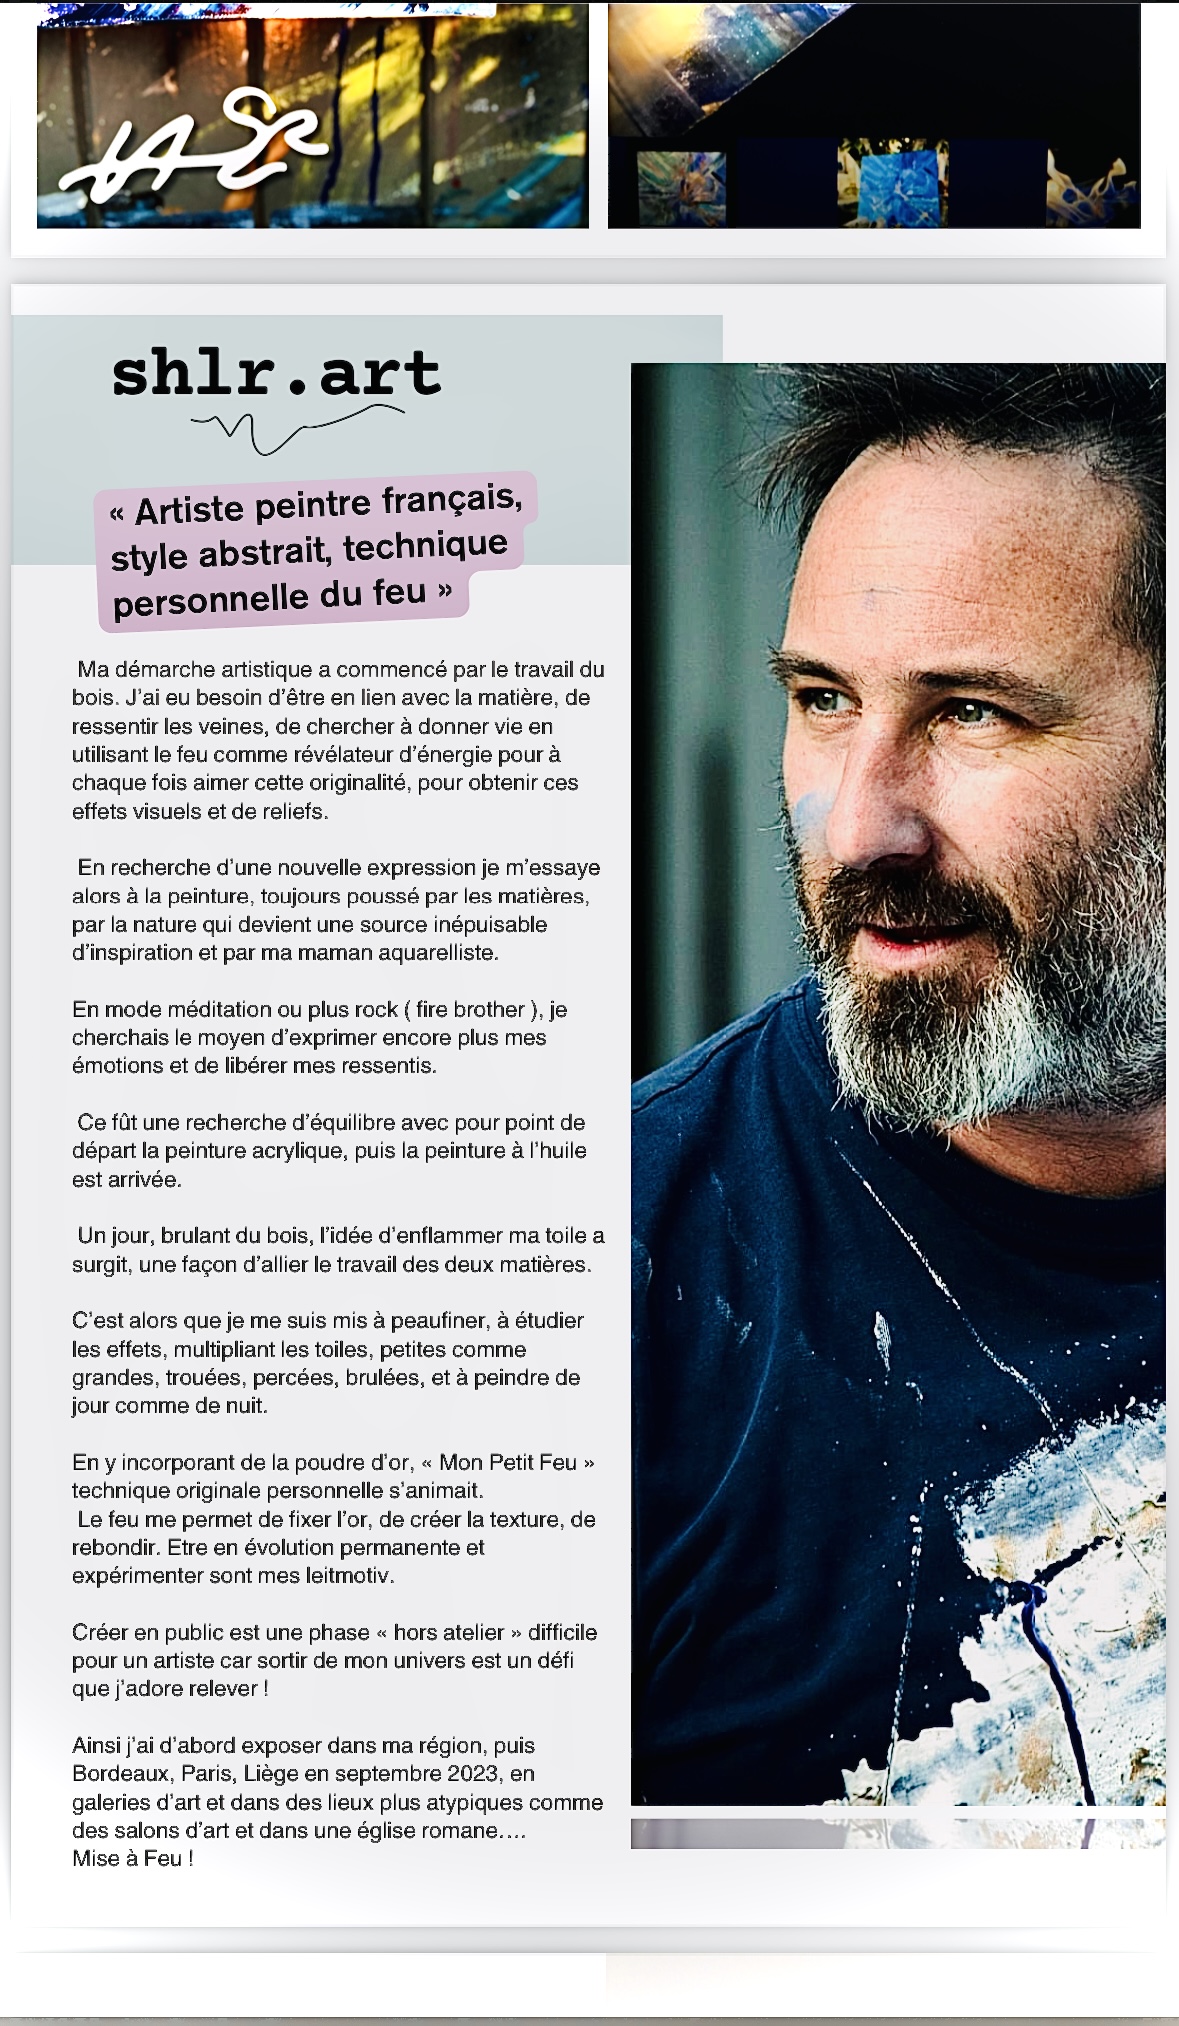 shlr.art
« Artiste peintre français,
style abstrait, technique
personnelle du feu »
Ma démarche artistique a commencé par le travail du
bois. J'ai eu besoin d'être en lien avec la matière, de
ressentir les veines, de chercher à donner vie en
utilisant le feu comme révélateur d'énergie pour à
chaque fois aimer cette originalité, pour obtenir ces
effets visuels et de reliefs.
En recherche d'une nouvelle expression je m'essaye
alors à la peinture, toujours poussé par les matières,
par la nature qui devient une source inépuisable
d'inspiration et par ma maman aquarelliste.
En mode méditation ou plus rock ( fire brother ), je
cherchais le moyen d'exprimer encore plus mes
émotions et de libérer mes ressentis.
Ce fût une recherche d'équilibre avec pour point de
départ la peinture acrylique, puis la peinture à l'huile
est arrivée.
Un jour, brulant du bois, l'idée d'enflammer ma toile a
surgit, une façon d'allier le travail des deux matières.
C'est alors que je me suis mis à peaufiner, à étudier
les effets, multipliant les toiles, petites comme
grandes, trouées, percées, brulées, et à peindre de
jour comme de nuit.
En y incorporant de la poudre d'or, « Mon Petit Feu »
technique originale personnelle s'animait.
Le feu me permet de fixer l'or, de créer la texture, de
rebondir. Etre en évolution permanente et
expérimenter sont mes leitmotiv.
Créer en public est une phase « hors atelier » difficile
pour un artiste car sortir de mon univers est un défi
que j'adore relever !
Ainsi j'ai d'abord exposer dans ma région, puis
Bordeaux, Paris, Liège en septembre 2023, en
galeries d'art et dans des lieux plus atypiques comme
des salons d'art et dans une église romane....
Mise à Feu !